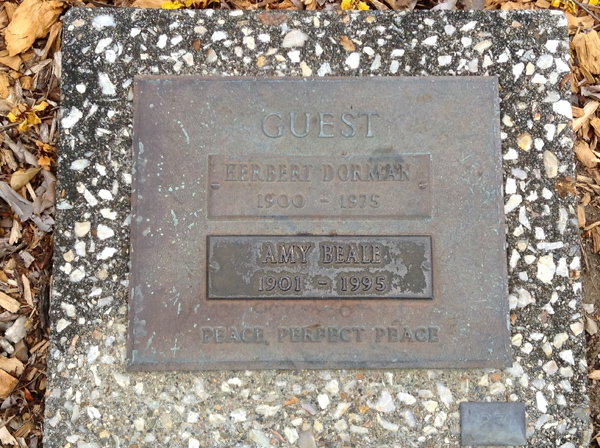 GUEST
HERBERT DORMAN
1900 - 1975
AMY BEALE
1901 - 1995
PEACE, PERFECT PEACE